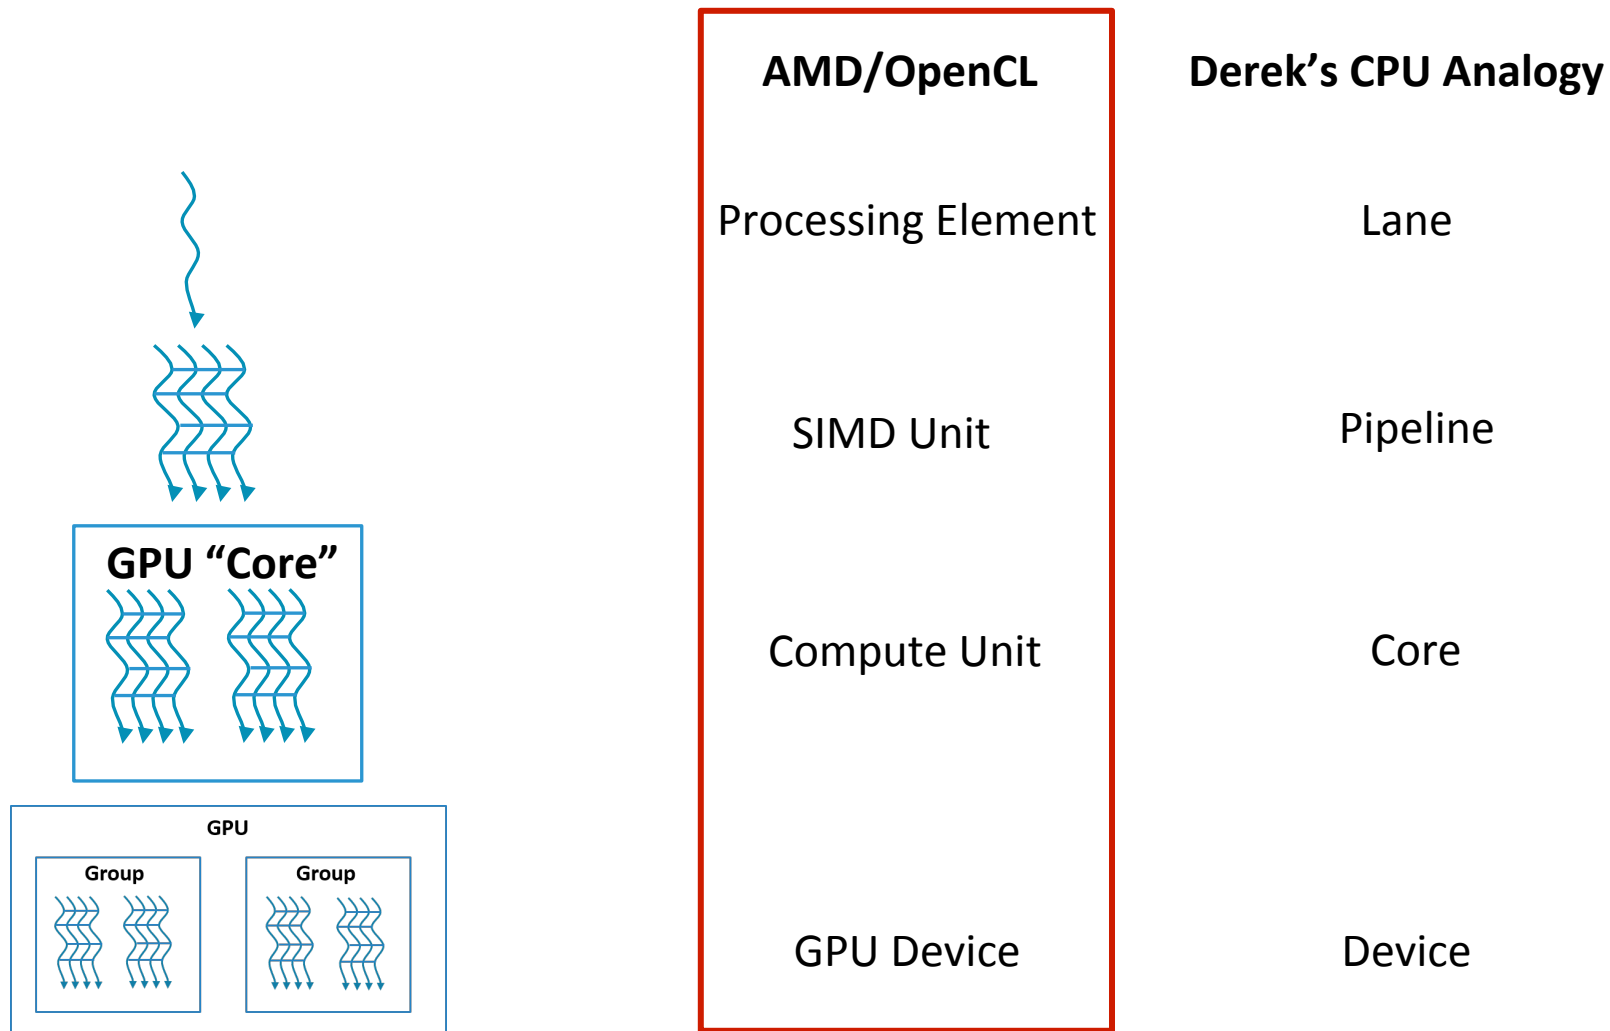 AMD/OpenCL
Derek’s CPU Analogy
Processing Element
Lane
SIMD Unit
Pipeline
GPU “Core”
Compute Unit
Core
GPU
Group
Group
GPU Device
Device